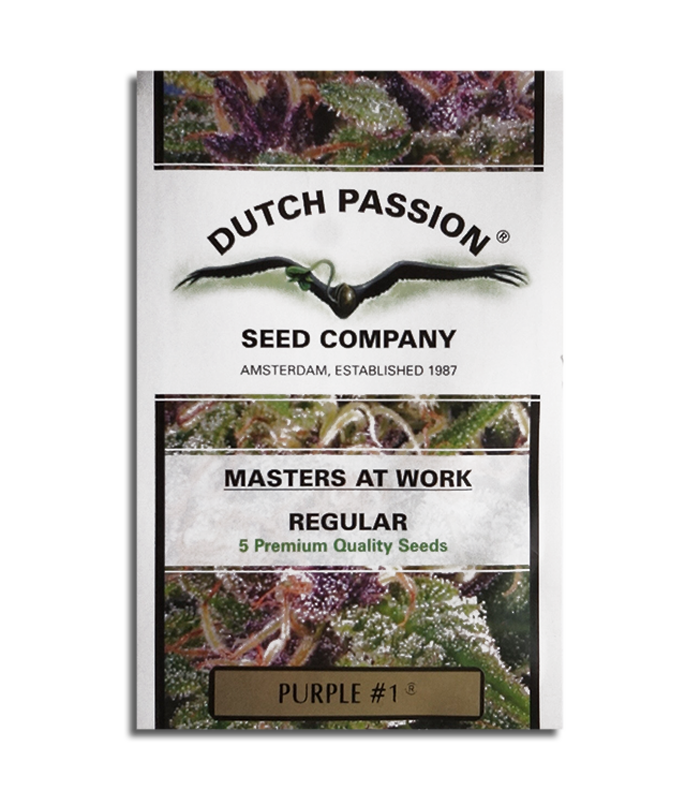 DUTCH PASSION ®
SEED COMPANY
AMSTERDAM, ESTABLISHED 1987
MASTERS AT WORK
REGULAR
5 Premium Quality Seeds
PURPLE #1 ®